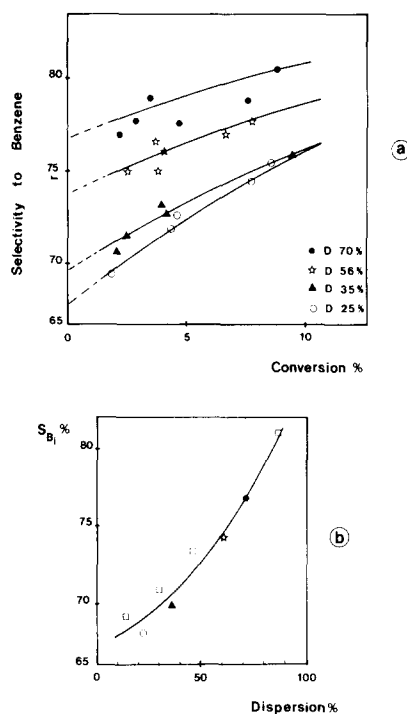 80
75
70
65
Selectivity to Benzene
a
● D 70%
☆ D 56%
▲ D 35%
○ D 25%
0 5 10
Conversion %
S_Bi %
80
75
70
65
b
0 50 100
Dispersion %